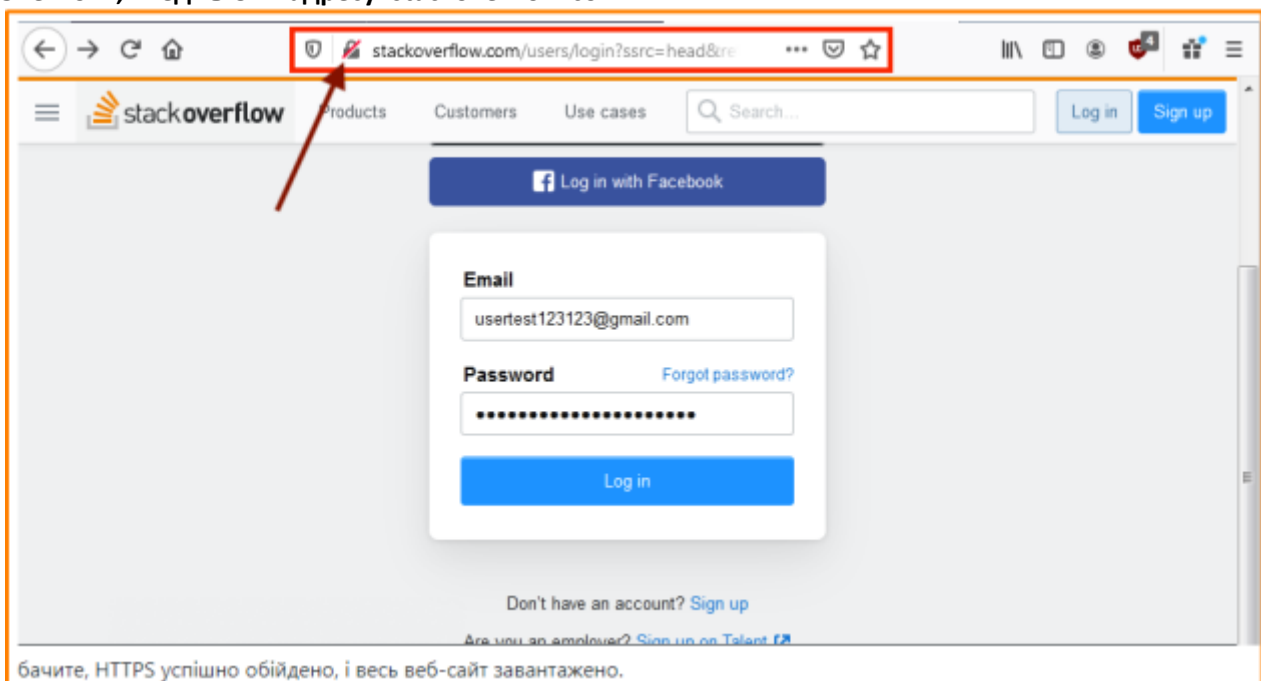 stackoverflow.com/users/login?ssrc=head&re
4
stackoverflow Products Customers Use cases Search... Log in Sign up
Log in with Facebook
Email
usertest123123@gmail.com
Password Forgot password?
Log in
Don't have an account? Sign up
Are you an employer? Sign up on Talent
бачите, HTTPS успішно обійдено, і весь веб-сайт завантажено.